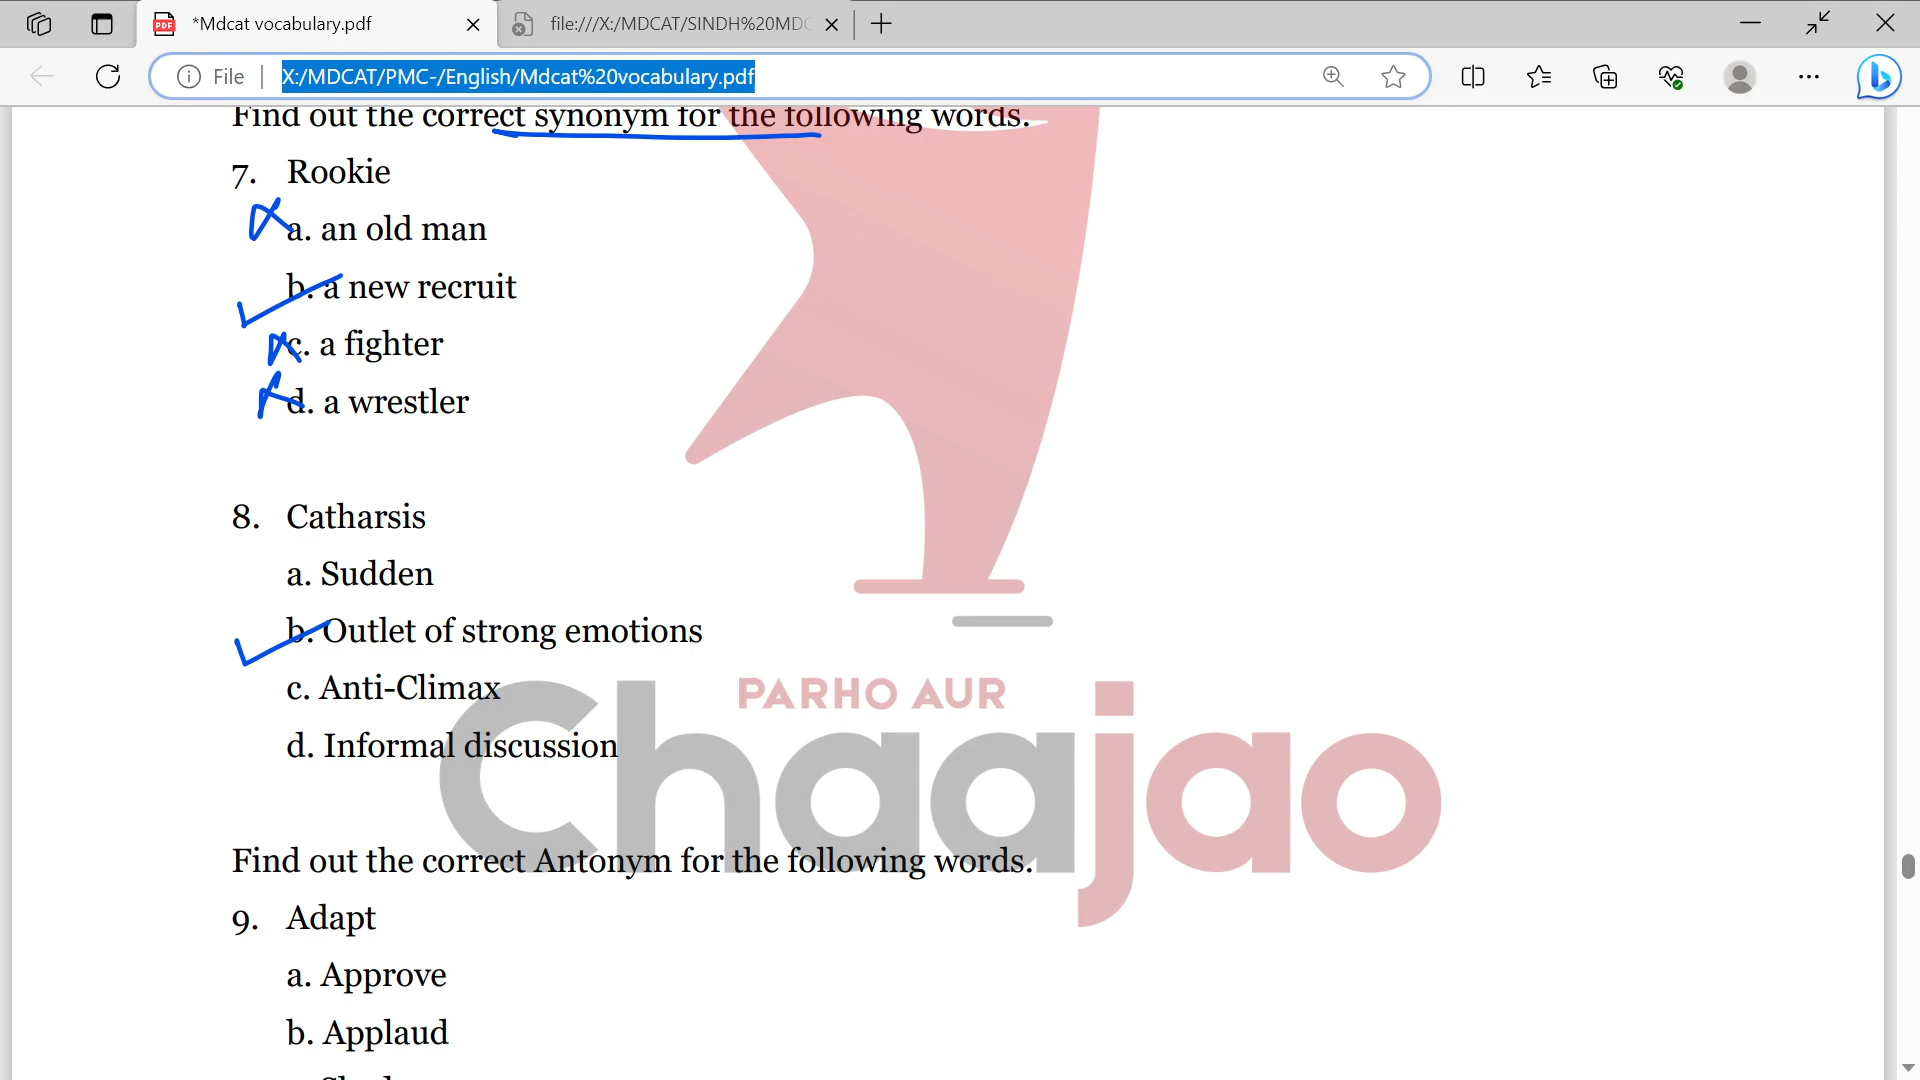 *Mdcat vocabulary.pdf
file:///X:/MDCAT/SINDH%20MDC
File
X:/MDCAT/PMC-/English/Mdcat%20vocabulary.pdf
Find out the correct synonym for the following words.
7. Rookie
a. an old man
b. a new recruit
c. a fighter
d. a wrestler
8. Catharsis
a. Sudden
b. Outlet of strong emotions
c. Anti-Climax
d. Informal discussion
PARHO AUR
Chaajao
Find out the correct Antonym for the following words.
9. Adapt
a. Approve
b. Applaud